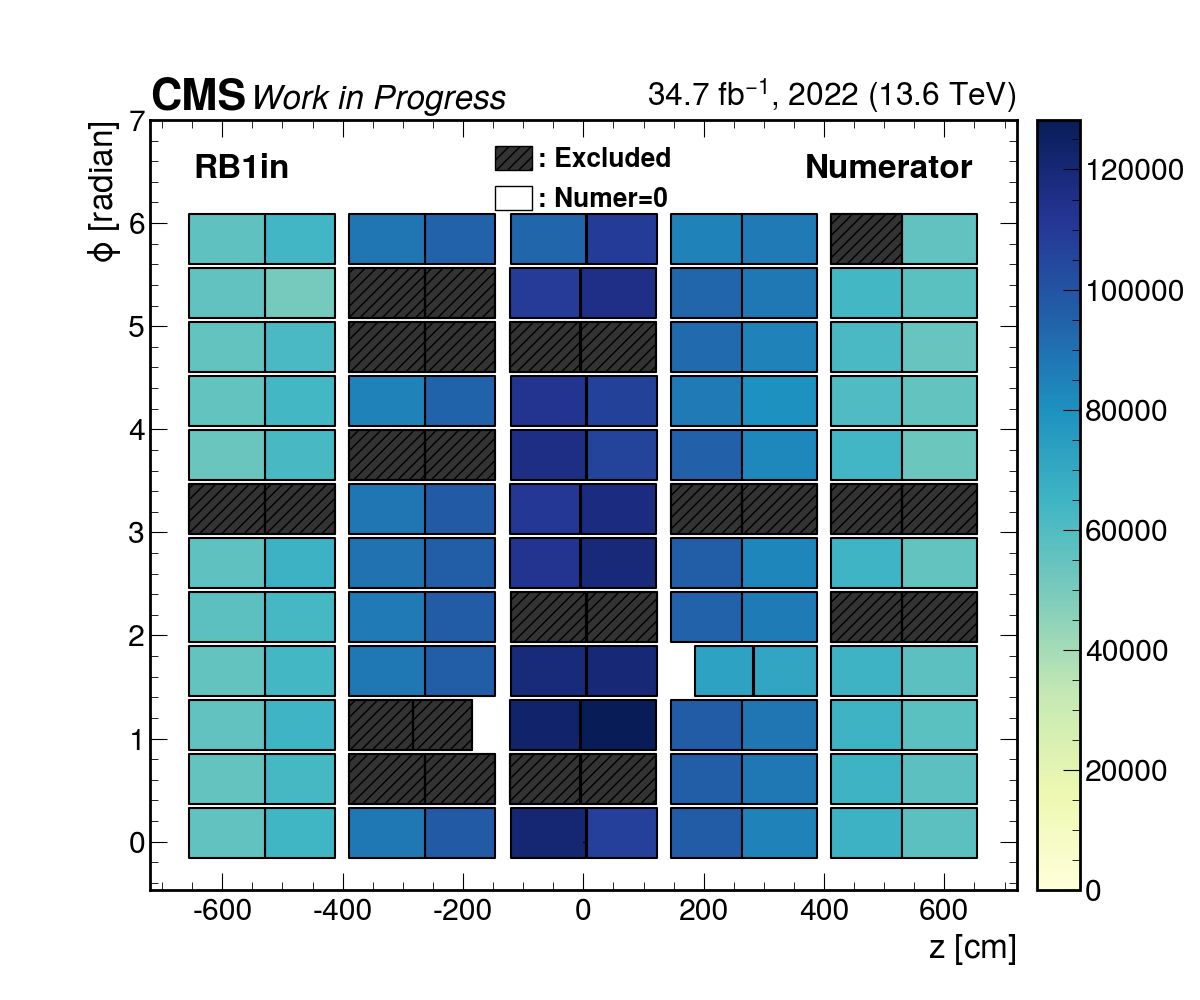 CMS Work in Progress 34.7 fb⁻¹, 2022 (13.6 TeV)
RB1in
: Excluded
: Numer=0
Numerator
ϕ [radian]
7
6
5
4
3
2
1
0
-600 -400 -200 0 200 400 600
z [cm]
120000
100000
80000
60000
40000
20000
0